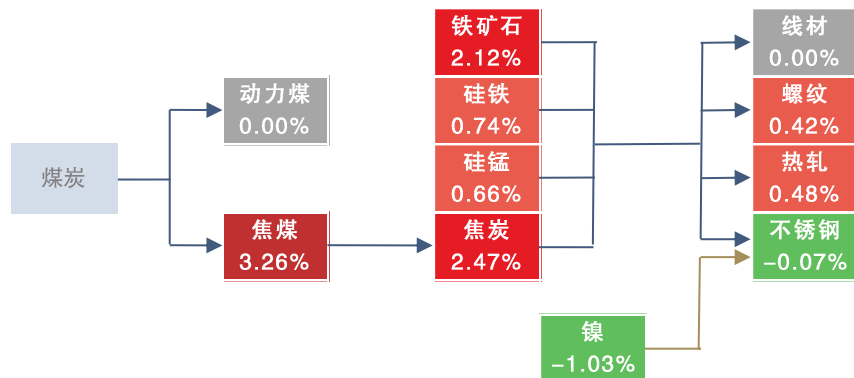 煤炭
动力煤
0.00%
焦煤
3.26%
铁矿石
2.12%
硅铁
0.74%
硅锰
0.66%
焦炭
2.47%
镍
-1.03%
线材
0.00%
螺纹
0.42%
热轧
0.48%
不锈钢
-0.07%